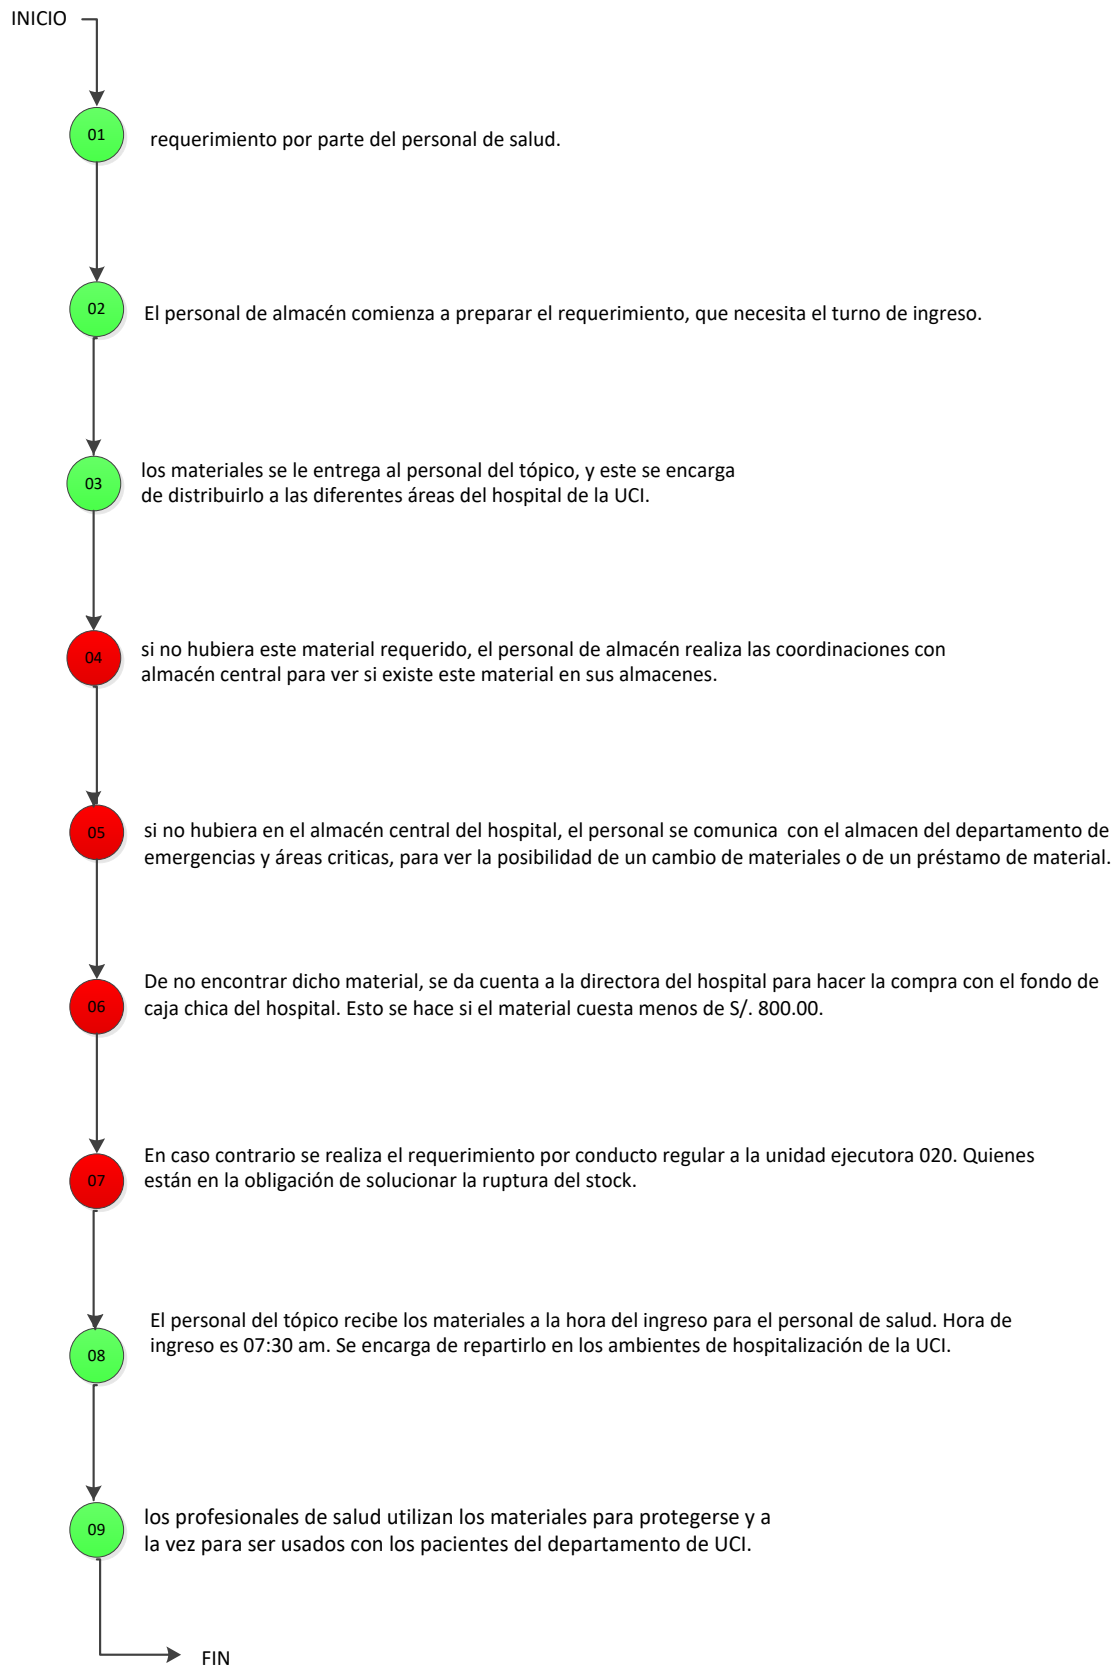 INICIO
01
requerimiento por parte del personal de salud.
02
El personal de almacén comienza a preparar el requerimiento, que necesita el turno de ingreso.
03
los materiales se le entrega al personal del tópico, y este se encarga
de distribuirlo a las diferentes áreas del hospital de la UCI.
04
si no hubiera este material requerido, el personal de almacén realiza las coordinaciones con
almacén central para ver si existe este material en sus almacenes.
05
si no hubiera en el almacén central del hospital, el personal se comunica con el almacen del departamento de
emergencias y áreas criticas, para ver la posibilidad de un cambio de materiales o de un préstamo de material.
06
De no encontrar dicho material, se da cuenta a la directora del hospital para hacer la compra con el fondo de
caja chica del hospital. Esto se hace si el material cuesta menos de S/. 800.00.
07
En caso contrario se realiza el requerimiento por conducto regular a la unidad ejecutora 020. Quienes
están en la obligación de solucionar la ruptura del stock.
08
El personal del tópico recibe los materiales a la hora del ingreso para el personal de salud. Hora de
ingreso es 07:30 am. Se encarga de repartirlo en los ambientes de hospitalización de la UCI.
09
los profesionales de salud utilizan los materiales para protegerse y a
la vez para ser usados con los pacientes del departamento de UCI.
FIN